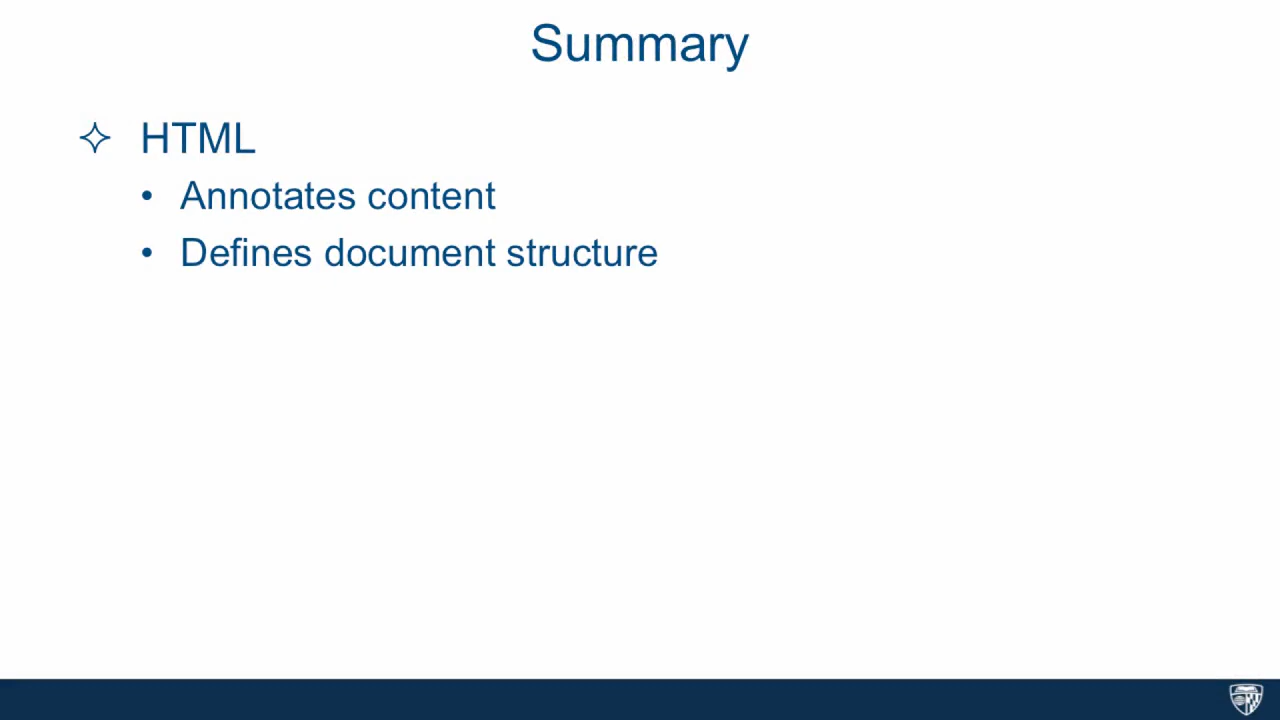 Summary
✧ HTML
• Annotates content
• Defines document structure